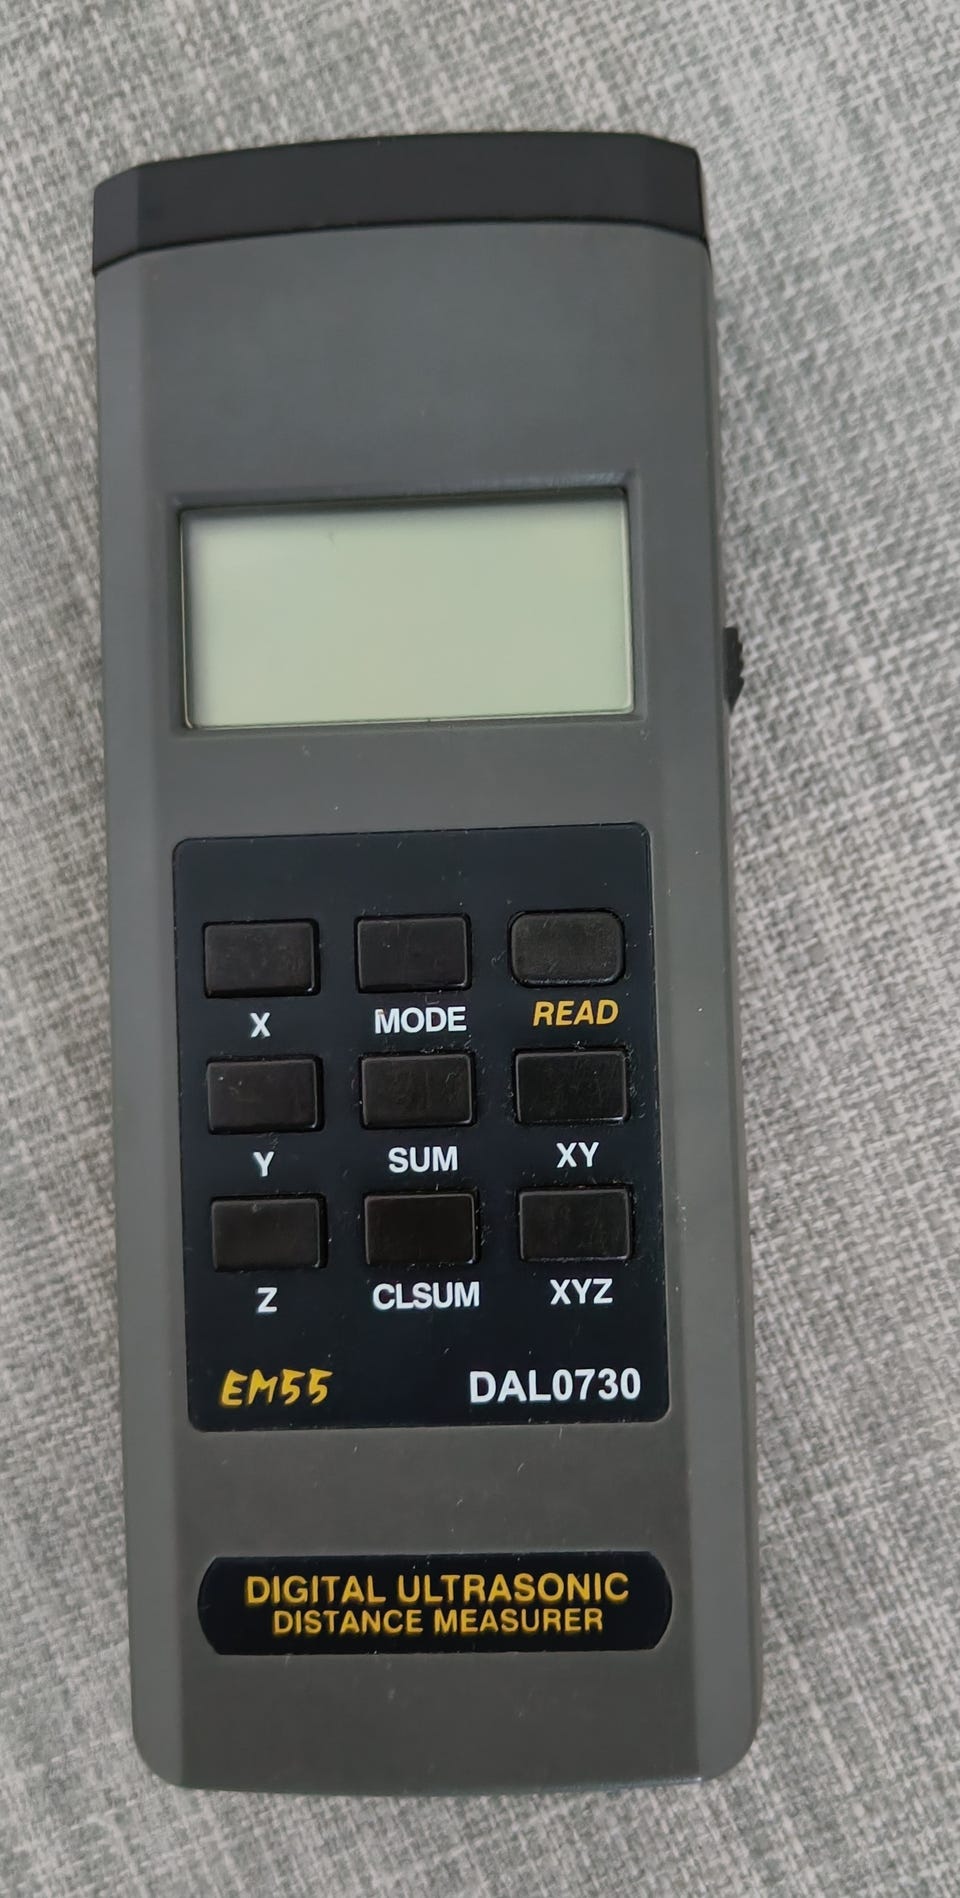 X MODE READ
Y SUM XY
Z CLSUM XYZ
EM55 DAL0730
DIGITAL ULTRASONIC
DISTANCE MEASURER